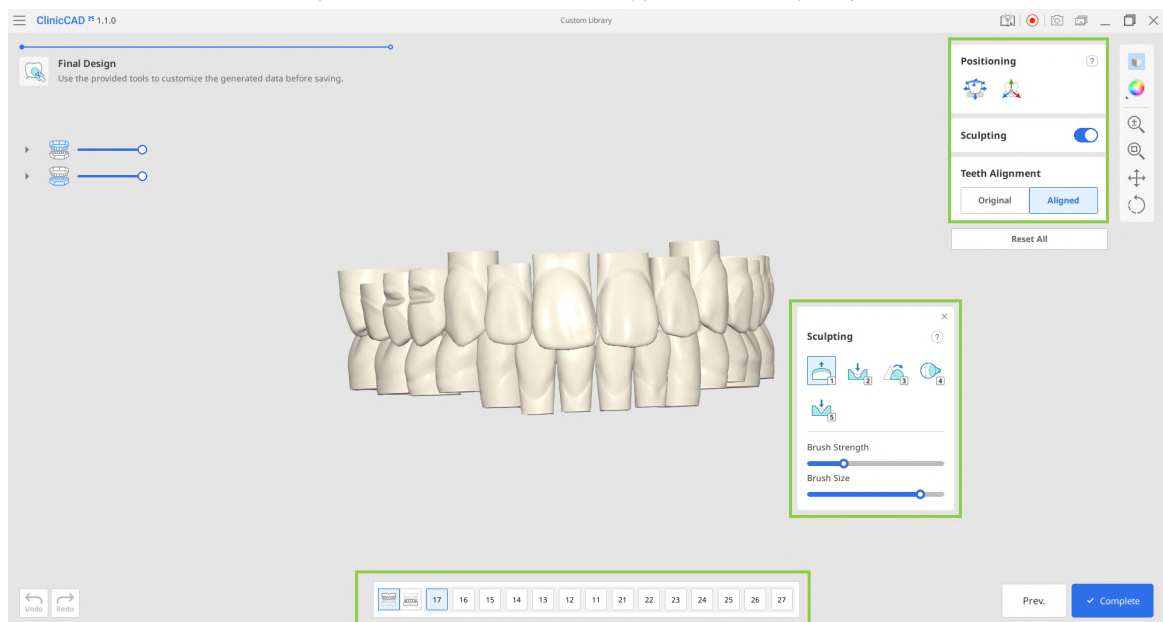 ClinicCAD 1.1.0
Custom Library
Final Design
Use the provided tools to customize the generated data before saving.
Positioning
?
Sculpting
Teeth Alignment
Original Aligned
Reset All
Sculpting
?
1 2 3 4
5
Brush Strength
Brush Size
Undo Redo
17 16 15 14 13 12 11 21 22 23 24 25 26 27
Prev. Complete